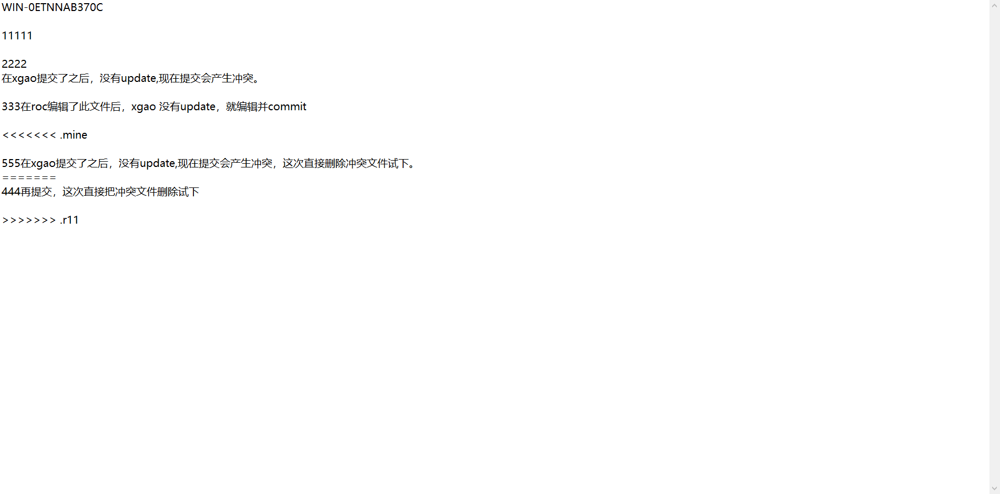 WIN-0ETNNAB370C
11111
2222
在xgao提交了之后，没有update,现在提交会产生冲突。
333在roc编辑了此文件后，xgao 没有update，就编辑并commit
<<<<<<< .mine
555在xgao提交了之后，没有update,现在提交会产生冲突，这次直接删除冲突文件试下。
=======
444再提交，这次直接把冲突文件删除试下
>>>>>>> .r11